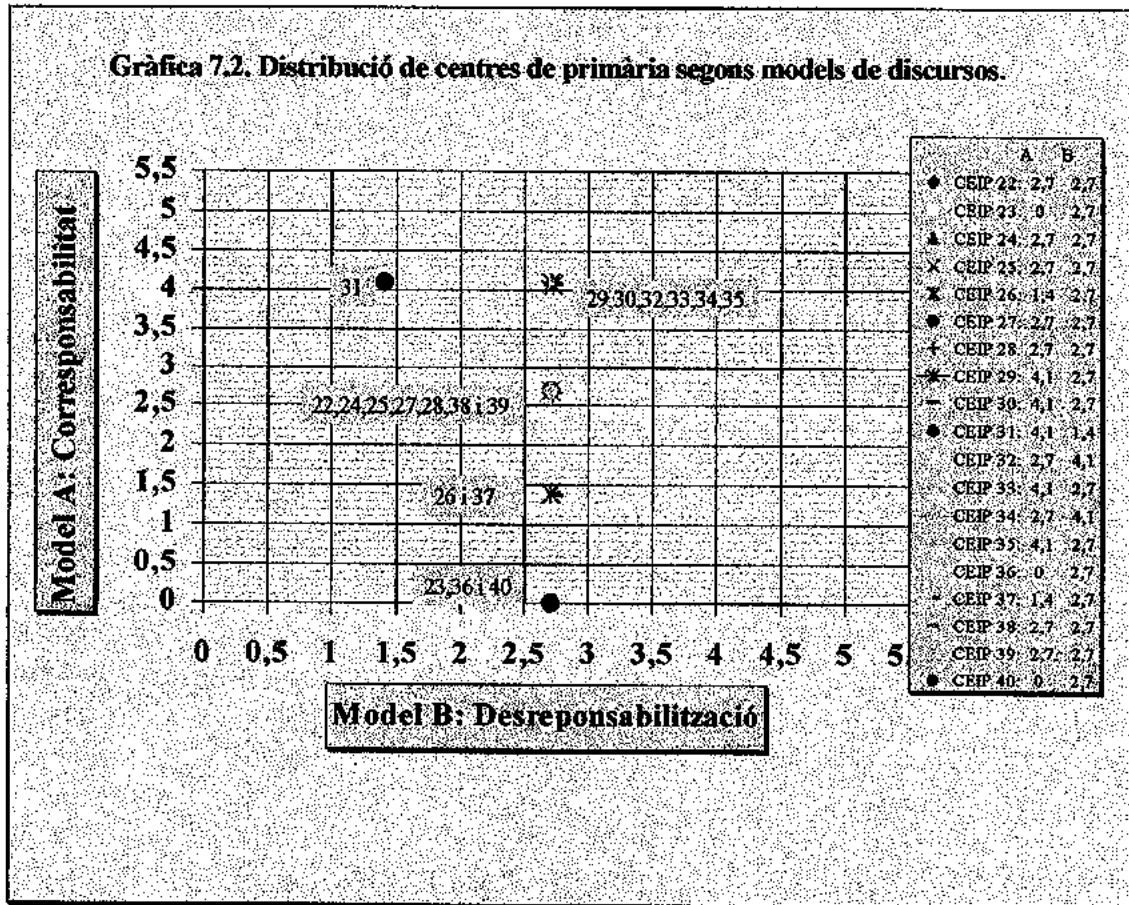 Gràfica 7.2. Distribució de centres de primària segons models de discursos.
Model A: Corresponsabilitat
5,5
5
4,5
4
3,5
3
2,5
2
1,5
1
0,5
0
31
29,30,32,33,34,35
22,24,25,27,28,38 i 39
26 i 37
23,36 i 40
0 0,5 1 1,5 2 2,5 3 3,5 4 4,5 5 5,
Model B: Desreponsabilització
A B
CEIP 22: 2,7 2,7
CEIP 23: 0 2,7
CEIP 24: 2,7 2,7
CEIP 25: 2,7 2,7
CEIP 26: 1,4 2,7
CEIP 27: 2,7 2,7
CEIP 28: 2,7 2,7
CEIP 29: 4,1 2,7
CEIP 30: 4,1 2,7
CEIP 31: 4,1 1,4
CEIP 32: 2,7 4,1
CEIP 33: 4,1 2,7
CEIP 34: 2,7 4,1
CEIP 35: 4,1 2,7
CEIP 36: 0 2,7
CEIP 37: 1,4 2,7
CEIP 38: 2,7 2,7
CEIP 39: 2,7 2,7
CEIP 40: 0 2,7